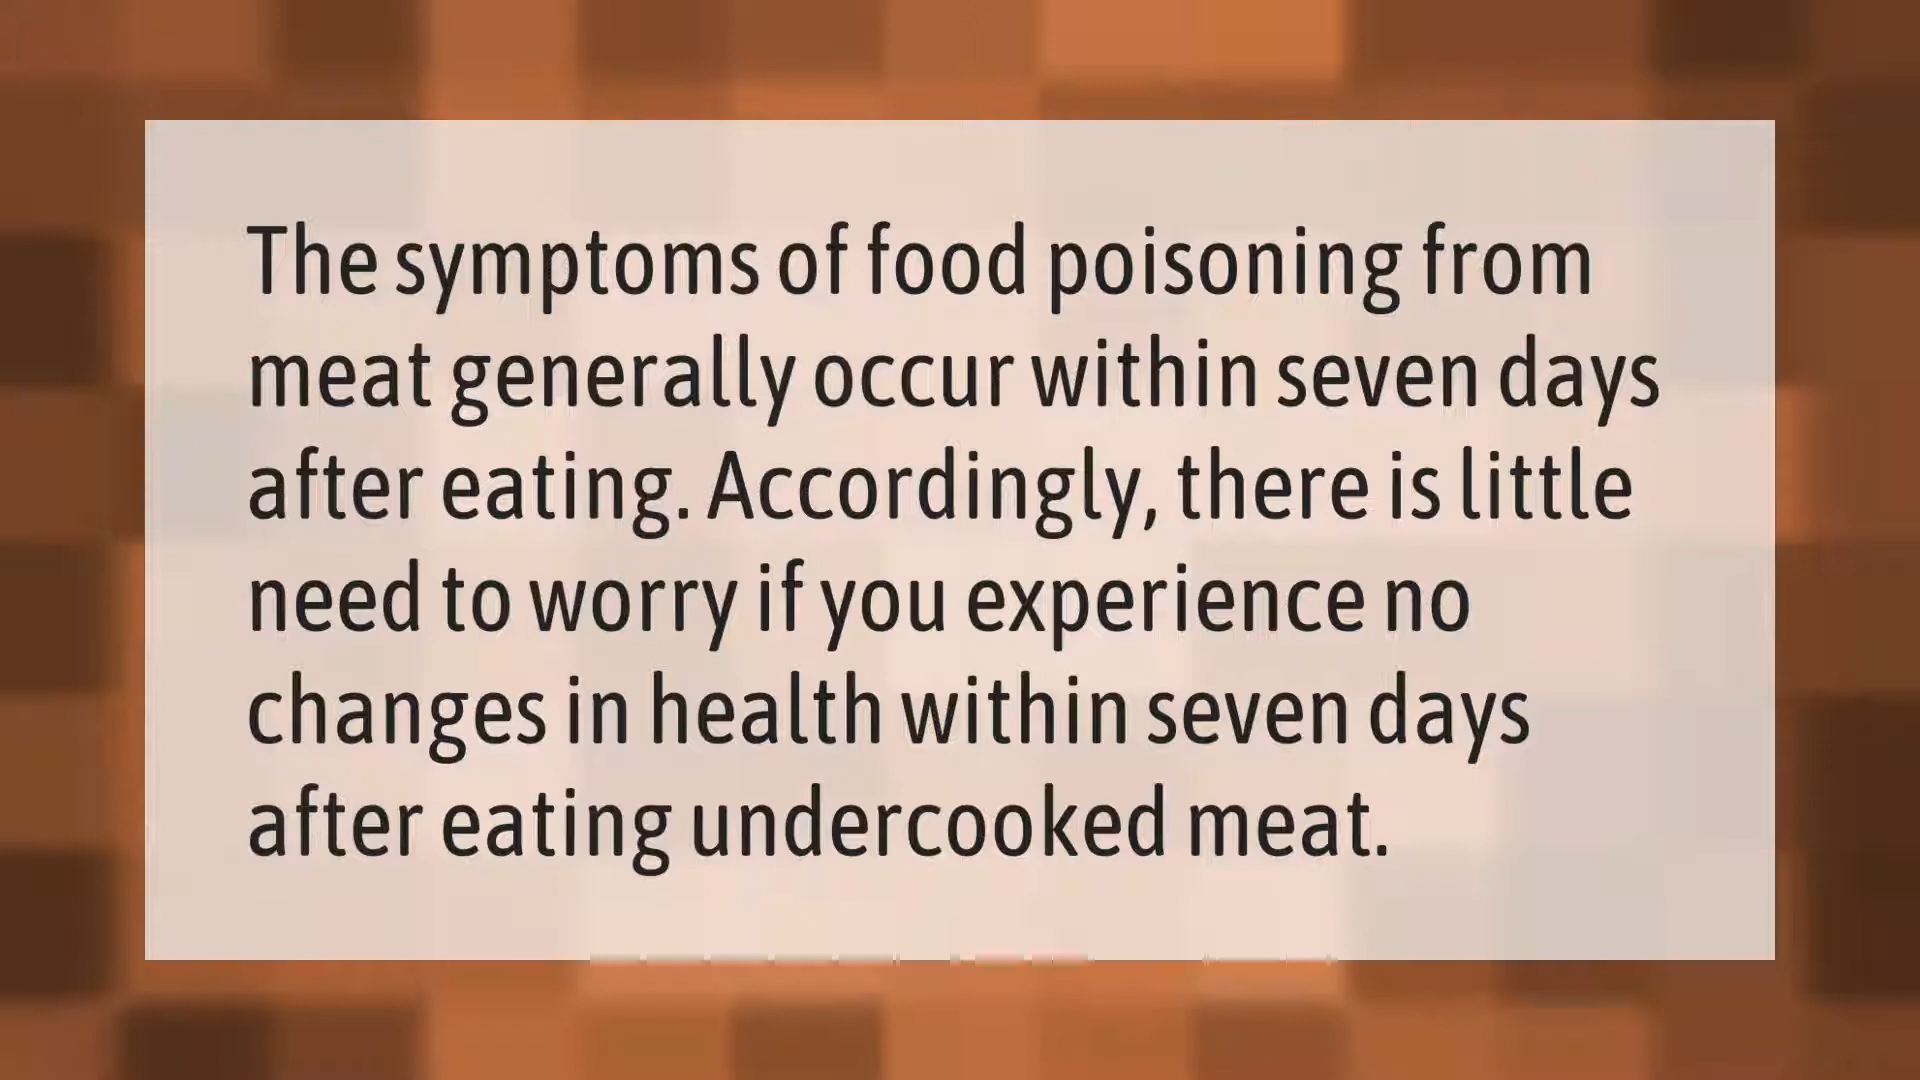 The symptoms of food poisoning from
meat generally occur within seven days
after eating. Accordingly, there is little
need to worry if you experience no
changes in health within seven days
after eating undercooked meat.